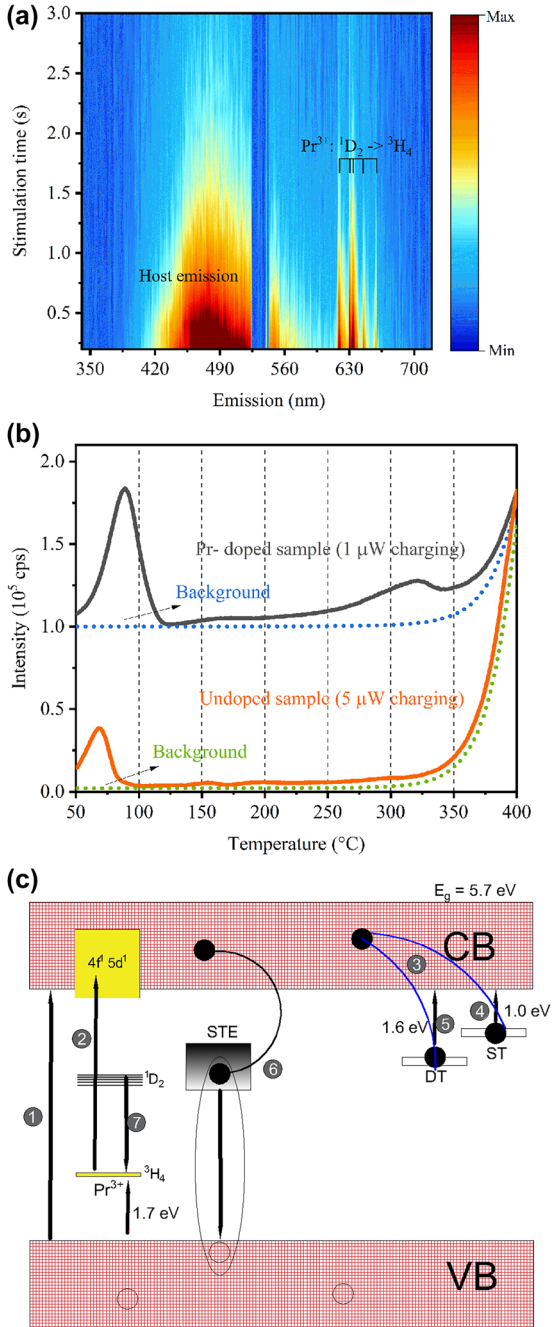 (a)
3.0
2.5
2.0
1.5
1.0
0.5
Stimulation time (s)
Pr³⁺: ¹D₂ -> ³H₄
Host emission
Max
Min
350 420 490 560 630 700
Emission (nm)
(b)
2.0
1.5
1.0
0.5
0.0
Intensity (10⁵ cps)
Pr- doped sample (1 μW charging)
Background
Undoped sample (5 μW charging)
Background
50 100 150 200 250 300 350 400
Temperature (°C)
(c)
E_g = 5.7 eV
CB
4f¹ 5d¹
3
2
STE
1.6 eV
5
4
1.0 eV
ST
DT
6
¹D₂
1
7
³H₄
Pr³⁺
1.7 eV
VB